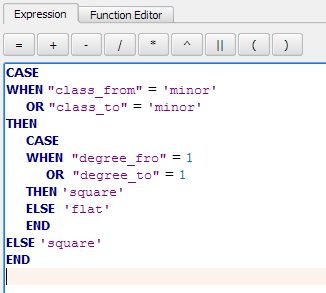 Expression Function Editor
= + - / * ^ || ( )
CASE
WHEN "class_from" = 'minor'
OR "class_to" = 'minor'
THEN
CASE
WHEN "degree_fro" = 1
OR "degree_to" = 1
THEN 'square'
ELSE 'flat'
END
ELSE 'square'
END